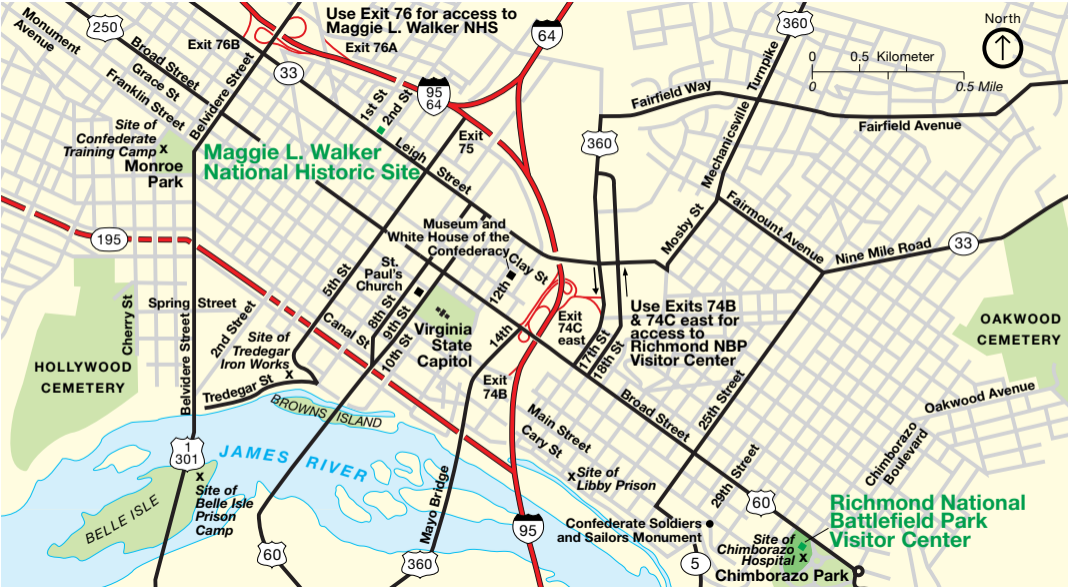 Monument
Avenue
250
Broad Street
Grace St
Franklin Street
Exit 76B
Belvidere Street
Use Exit 76 for access to
Maggie L. Walker NHS
Exit 76A
33
64
95
64
360
North
0 0.5 Kilometer
0 0.5 Mile
Site of
Confederate
Training Camp
x
Monroe
Park
Maggie L. Walker
National Historic Site
1st St
2nd St
Leigh Street
Exit
75
360
Fairfield Way
Fairfield Avenue
Mechanicsville Turnpike
Mosby St
Fairmount Avenue
Nine Mile Road
33
195
Museum and
White House of the
Confederacy
Clay St
12th
St.
Paul's
Church
5th St
8th St
9th St
10th St
Canal St
Virginia
State
Capitol
14th
Exit
74C
east
Exit
74B
17th St
18th St
Use Exits 74B
& 74C east for
access to
Richmond NBP
Visitor Center
OAKWOOD
CEMETERY
Oakwood Avenue
Spring Street
Cherry St
2nd Street
Belvidere Street
HOLLYWOOD
CEMETERY
Site of
Tredegar
Iron Works
x
Tredegar St
BROWNS ISLAND
JAMES RIVER
1
301
x
Site of
Belle Isle
Prison
Camp
BELLE ISLE
60
Mayo Bridge
360
95
Main Street
Cary St
x
Site of
Libby Prison
Broad Street
25th Street
29th Street
Chimborazo
Boulevard
60
Confederate Soldiers
and Sailors Monument
5
Richmond National
Battlefield Park
Visitor Center
Site of
Chimborazo
Hospital
x
Chimborazo Park